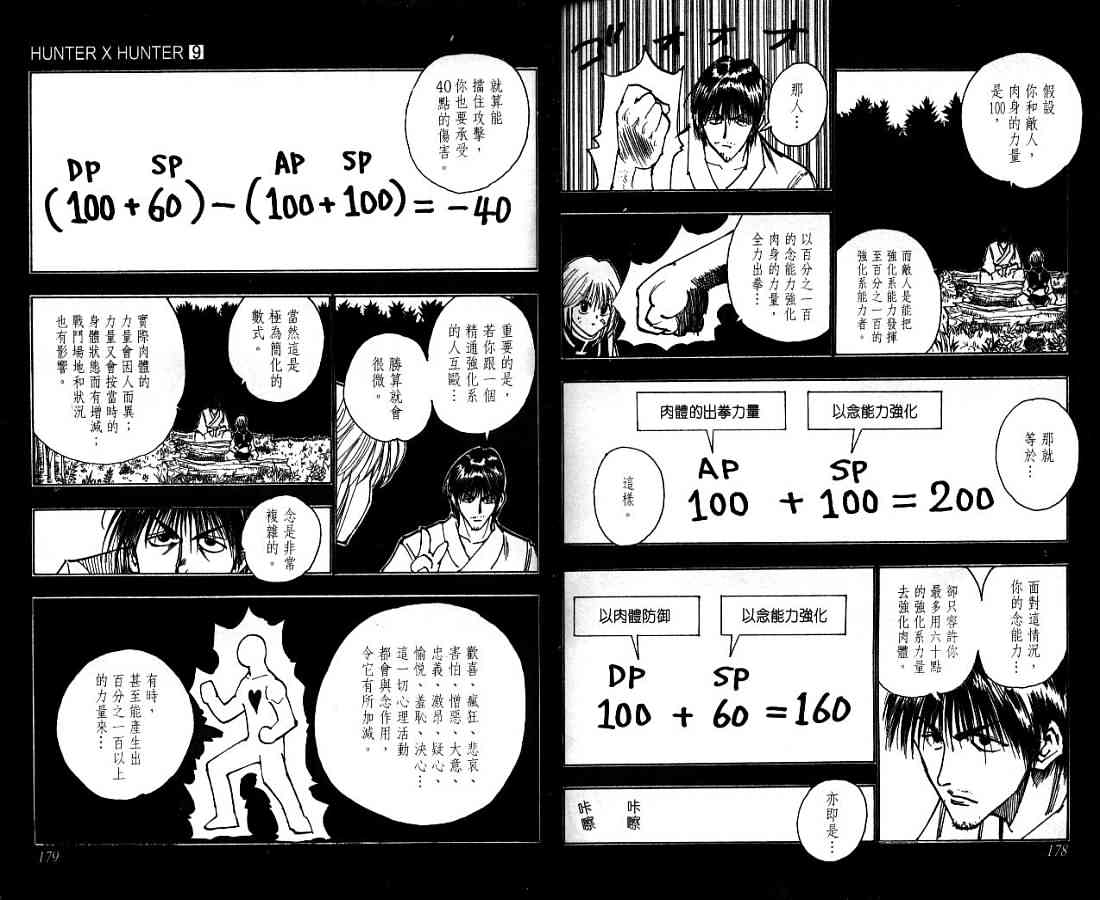 假設
你和敵人，
肉身的力量
是100，
而敵人是能把
強化系能力發揮
至百分之一百的
強化系能力者。
那人…
ゴォォォ
以百分之一百
的念能力強化
肉身的力量，
全力出拳…
那就
等於…
以念能力強化
肉體的出拳力量
AP SP
100 + 100 = 200
這樣。
面對這情況，
你的念能力…
卻只容許你
最多用六十點
的強化系力量
去強化肉體。
以念能力強化
以肉體防御
DP SP
100 + 60 = 160
亦即是…
咔嚓
咔嚓
178
HUNTER X HUNTER 9
就算能
擋住攻擊，
你也要承受
40點的傷害。
DP SP AP SP
(100 + 60) − (100 + 100) = −40
重要的是，
若你跟一個
精通強化系
的人互毆…
勝算就會
很微。
當然這是
極為簡化的
數式。
實際肉體的
力量會因人而異；
力量又會按當時的
身體狀態而有增減；
戰鬥場地和狀況
也有影響。
念是非常
複雜的。
歡喜、瘋狂、悲哀、
害怕、憎惡、大意、
忠義、激昂、疑心、
愉悅、羞恥、決心…
這一切心理活動
都會與念作用，
令它有所加減。
有時，
甚至能產生出
百分之一百以上
的力量來…
179